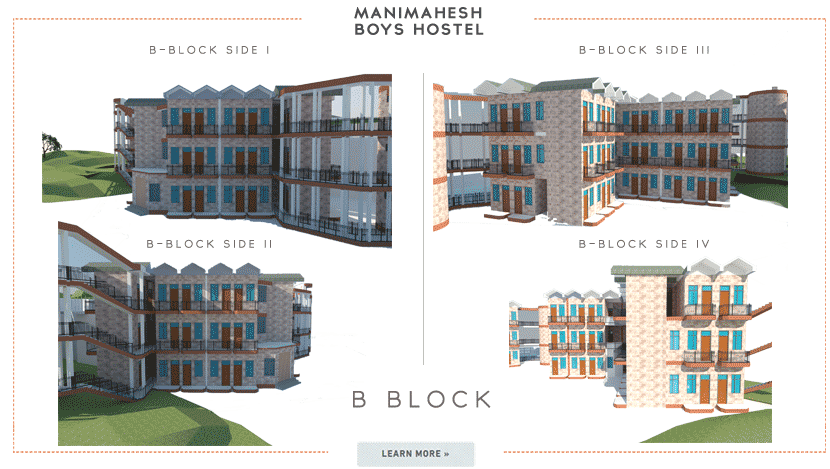 MANIMAHESH
BOYS HOSTEL
B-BLOCK SIDE I
B-BLOCK SIDE III
B-BLOCK SIDE II
B-BLOCK SIDE IV
B BLOCK
LEARN MORE »